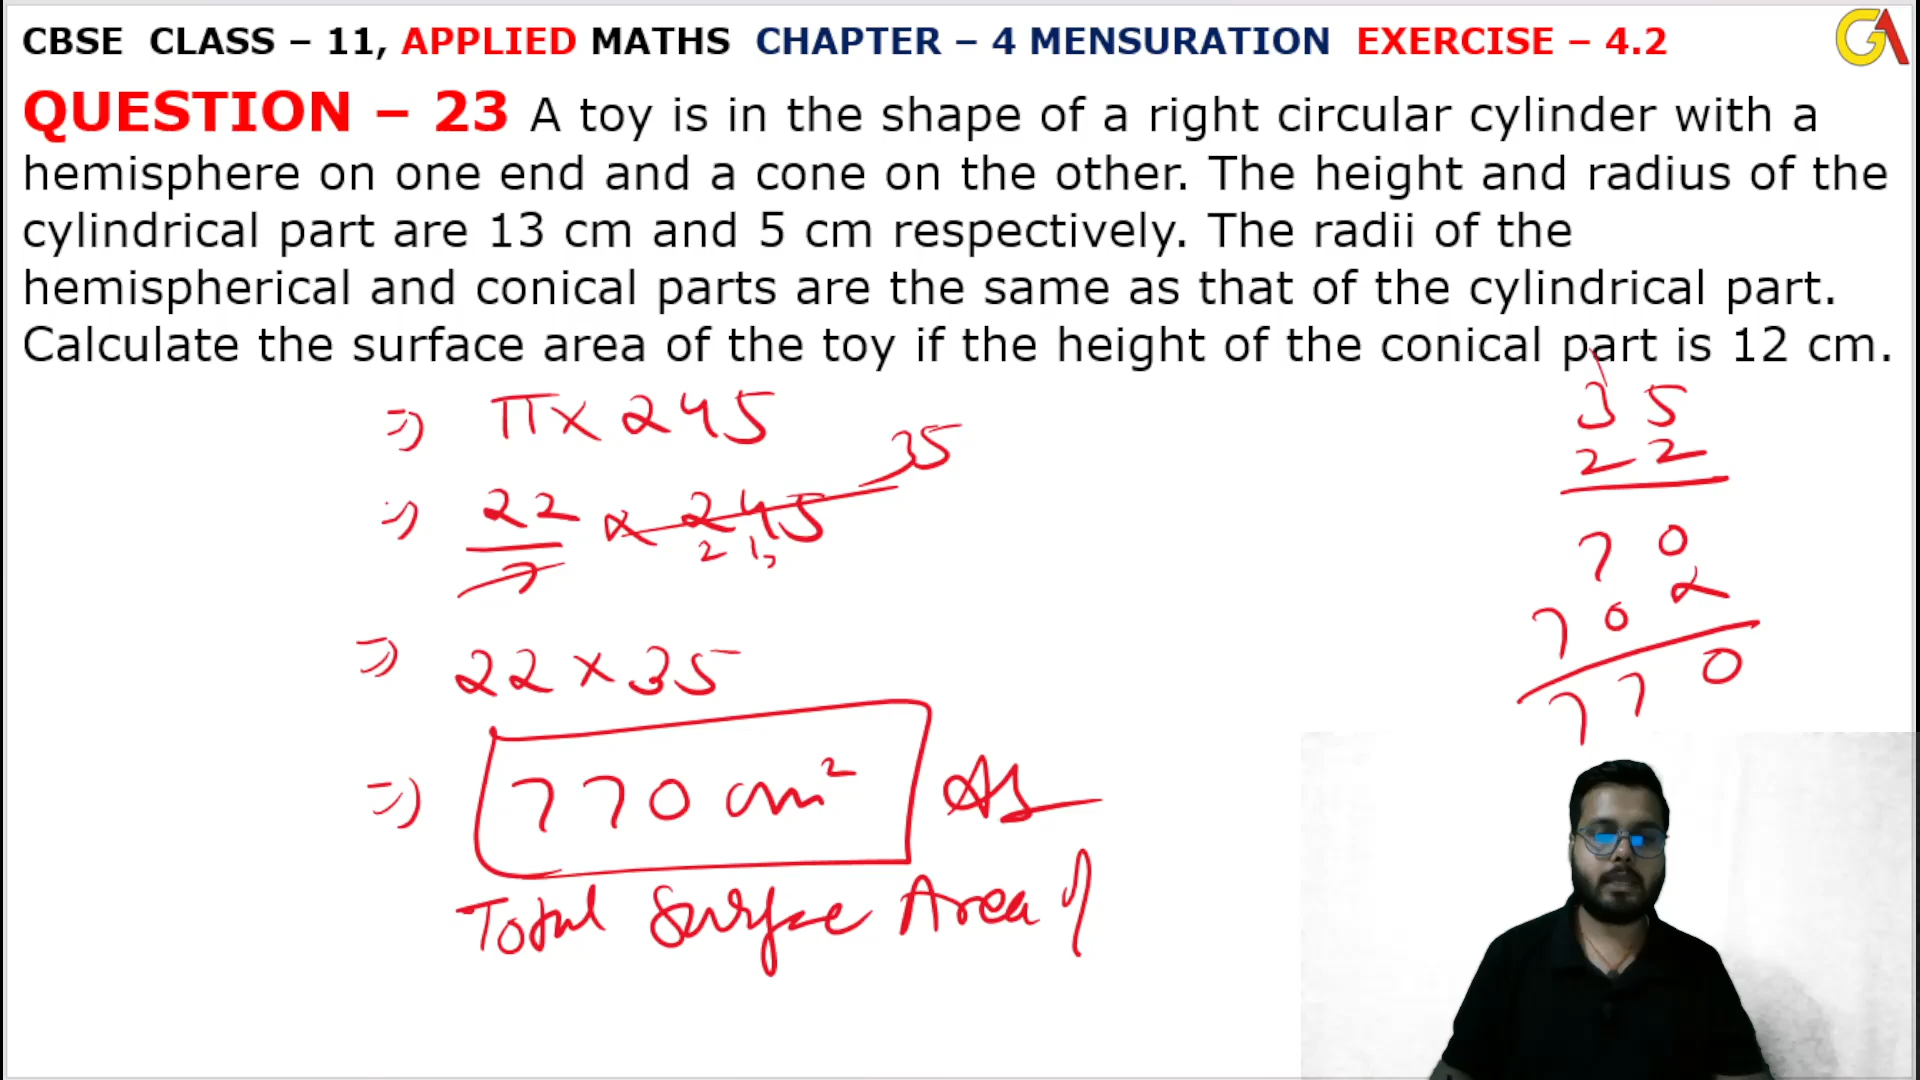 CBSE CLASS – 11, APPLIED MATHS CHAPTER – 4 MENSURATION EXERCISE – 4.2
GA
QUESTION – 23 A toy is in the shape of a right circular cylinder with a
hemisphere on one end and a cone on the other. The height and radius of the
cylindrical part are 13 cm and 5 cm respectively. The radii of the
hemispherical and conical parts are the same as that of the cylindrical part.
Calculate the surface area of the toy if the height of the conical part is 12 cm.
=> π × 245
35
=> 22/7 × 245
2 1
=> 22 × 35
=> 770 cm²
Total Surface Area of
35
22
70
70 ×
770